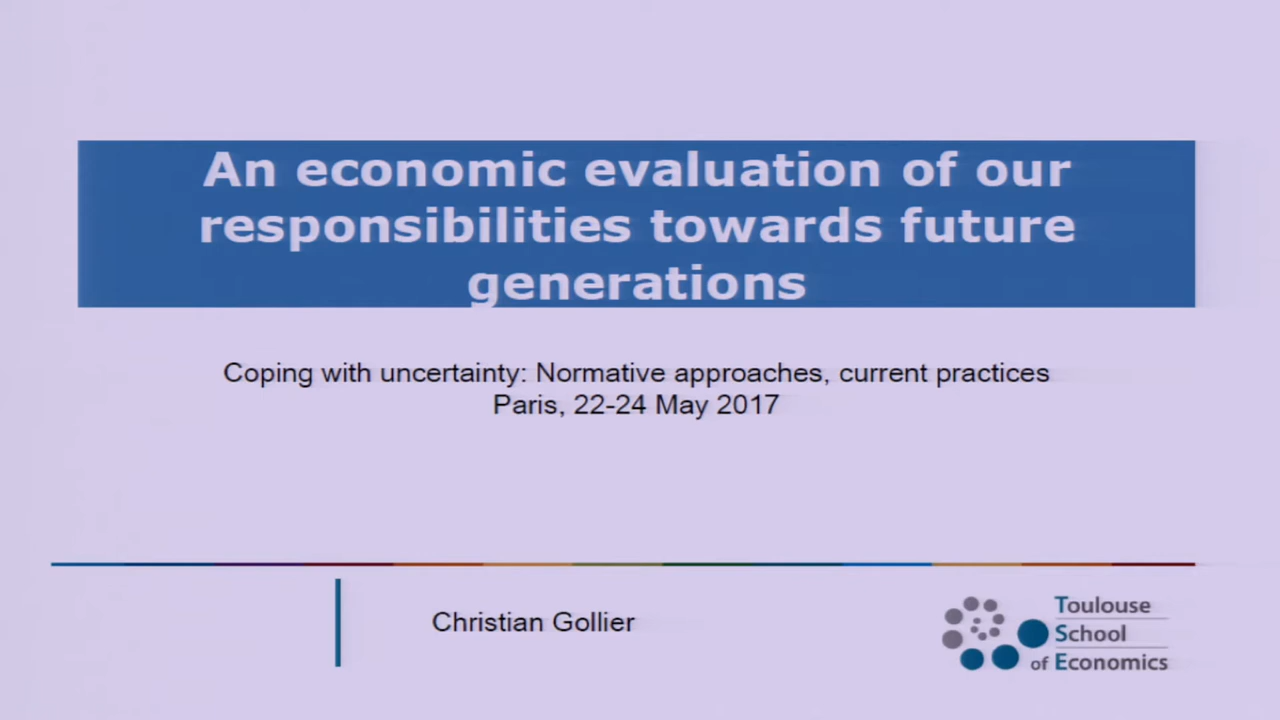 An economic evaluation of our
responsibilities towards future
generations
Coping with uncertainty: Normative approaches, current practices
Paris, 22-24 May 2017
Christian Gollier
Toulouse
School
of Economics